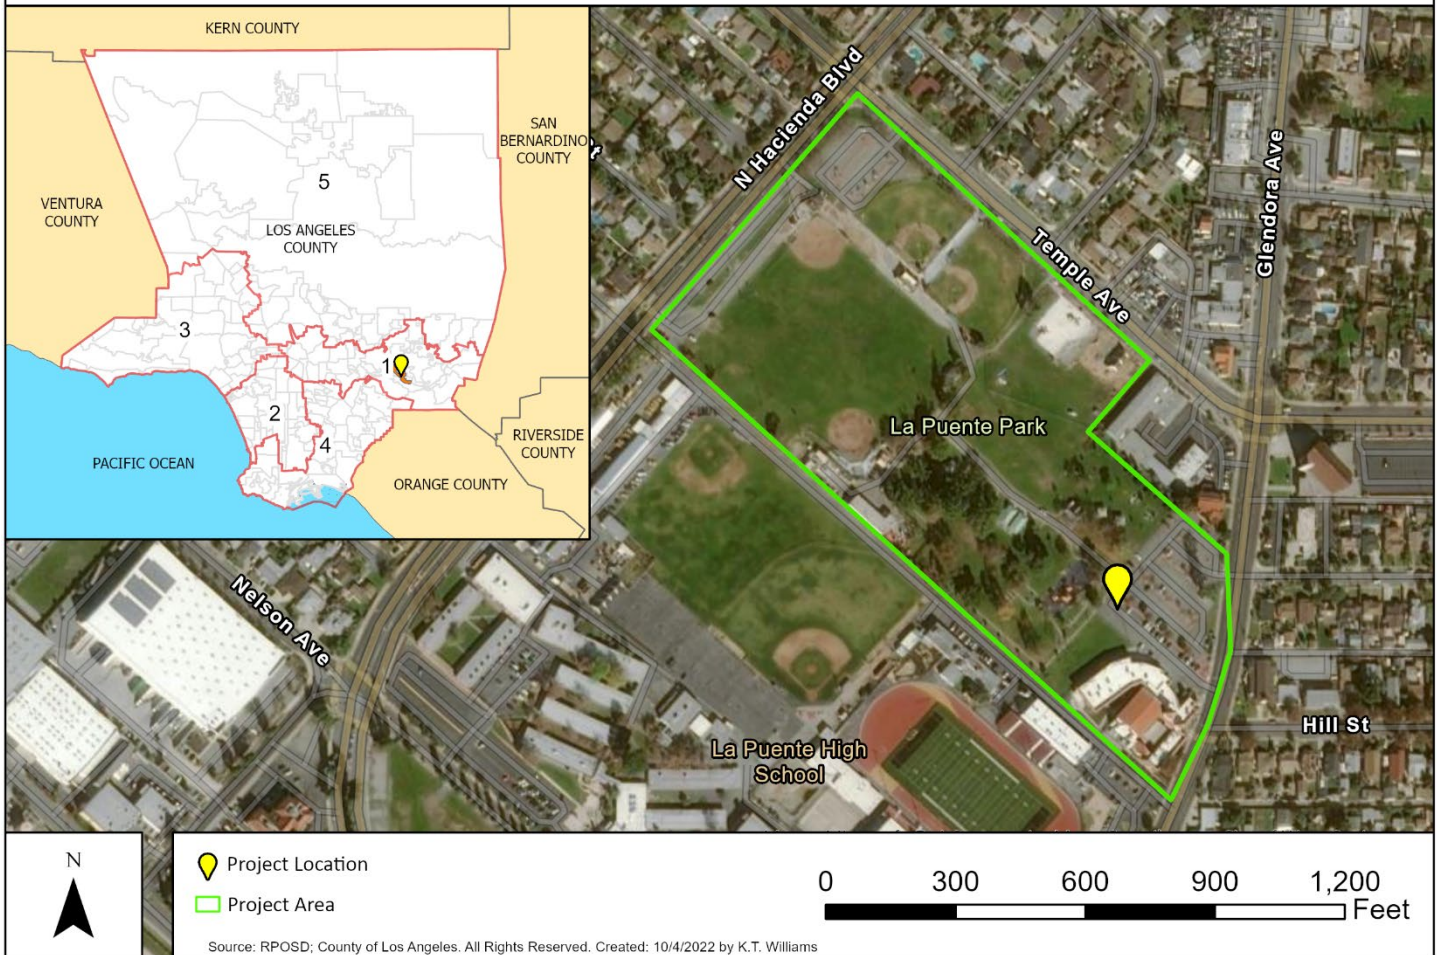 KERN COUNTY
SAN
BERNARDINO
COUNTY
VENTURA
COUNTY
5
LOS ANGELES
COUNTY
3
1
2
4
PACIFIC OCEAN
RIVERSIDE
COUNTY
ORANGE COUNTY
N Hacienda Blvd
St
Temple Ave
Glendora Ave
La Puente Park
Nelson Ave
La Puente High
School
Hill St
N
Project Location
Project Area
0 300 600 900 1,200
Feet
Source: RPOSD; County of Los Angeles. All Rights Reserved. Created: 10/4/2022 by K.T. Williams